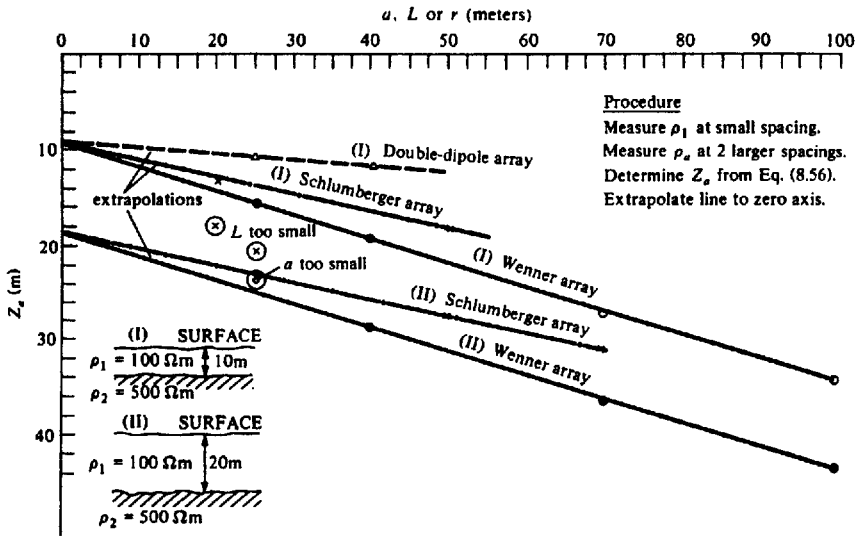 a, L or r (meters)
0 10 20 30 40 50 60 70 80 90 100
Procedure
Measure ρ1 at small spacing.
Measure ρa at 2 larger spacings.
Determine Za from Eq. (8.56).
Extrapolate line to zero axis.
(I) Double-dipole array
10
(I) Schlumberger array
extrapolations
L too small
20
a too small
(I) Wenner array
Za (m)
(II) Schlumberger array
(II) Wenner array
30
(I) SURFACE
ρ1 = 100 Ωm 10m
ρ2 = 500 Ωm
(II) SURFACE
40
ρ1 = 100 Ωm 20m
ρ2 = 500 Ωm